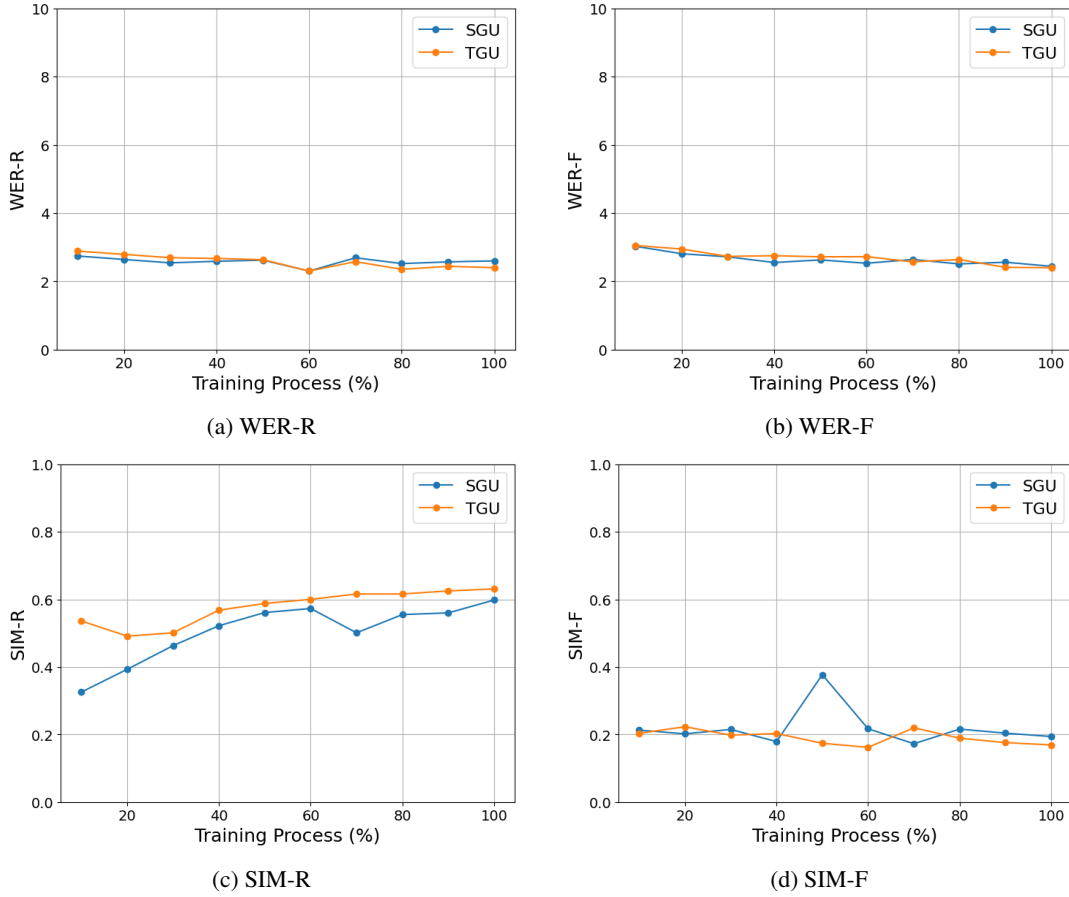 10
8
6
4
2
0
WER-R
SGU
TGU
20 40 60 80 100
Training Process (%)
(a) WER-R
10
8
6
4
2
0
WER-F
SGU
TGU
20 40 60 80 100
Training Process (%)
(b) WER-F
1.0
0.8
0.6
0.4
0.2
0.0
SIM-R
SGU
TGU
20 40 60 80 100
Training Process (%)
(c) SIM-R
1.0
0.8
0.6
0.4
0.2
0.0
SIM-F
SGU
TGU
20 40 60 80 100
Training Process (%)
(d) SIM-F